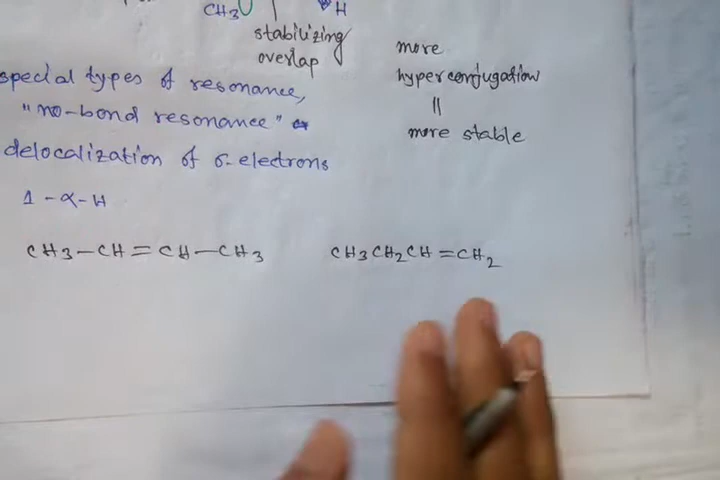 CH3 H
stabilizing
overlap
more
hyperconjugation
||
more stable
special types of resonance,
"no-bond resonance"
delocalization of σ-electrons
1-α-H
CH3-CH=CH-CH3 CH3CH2CH=CH2